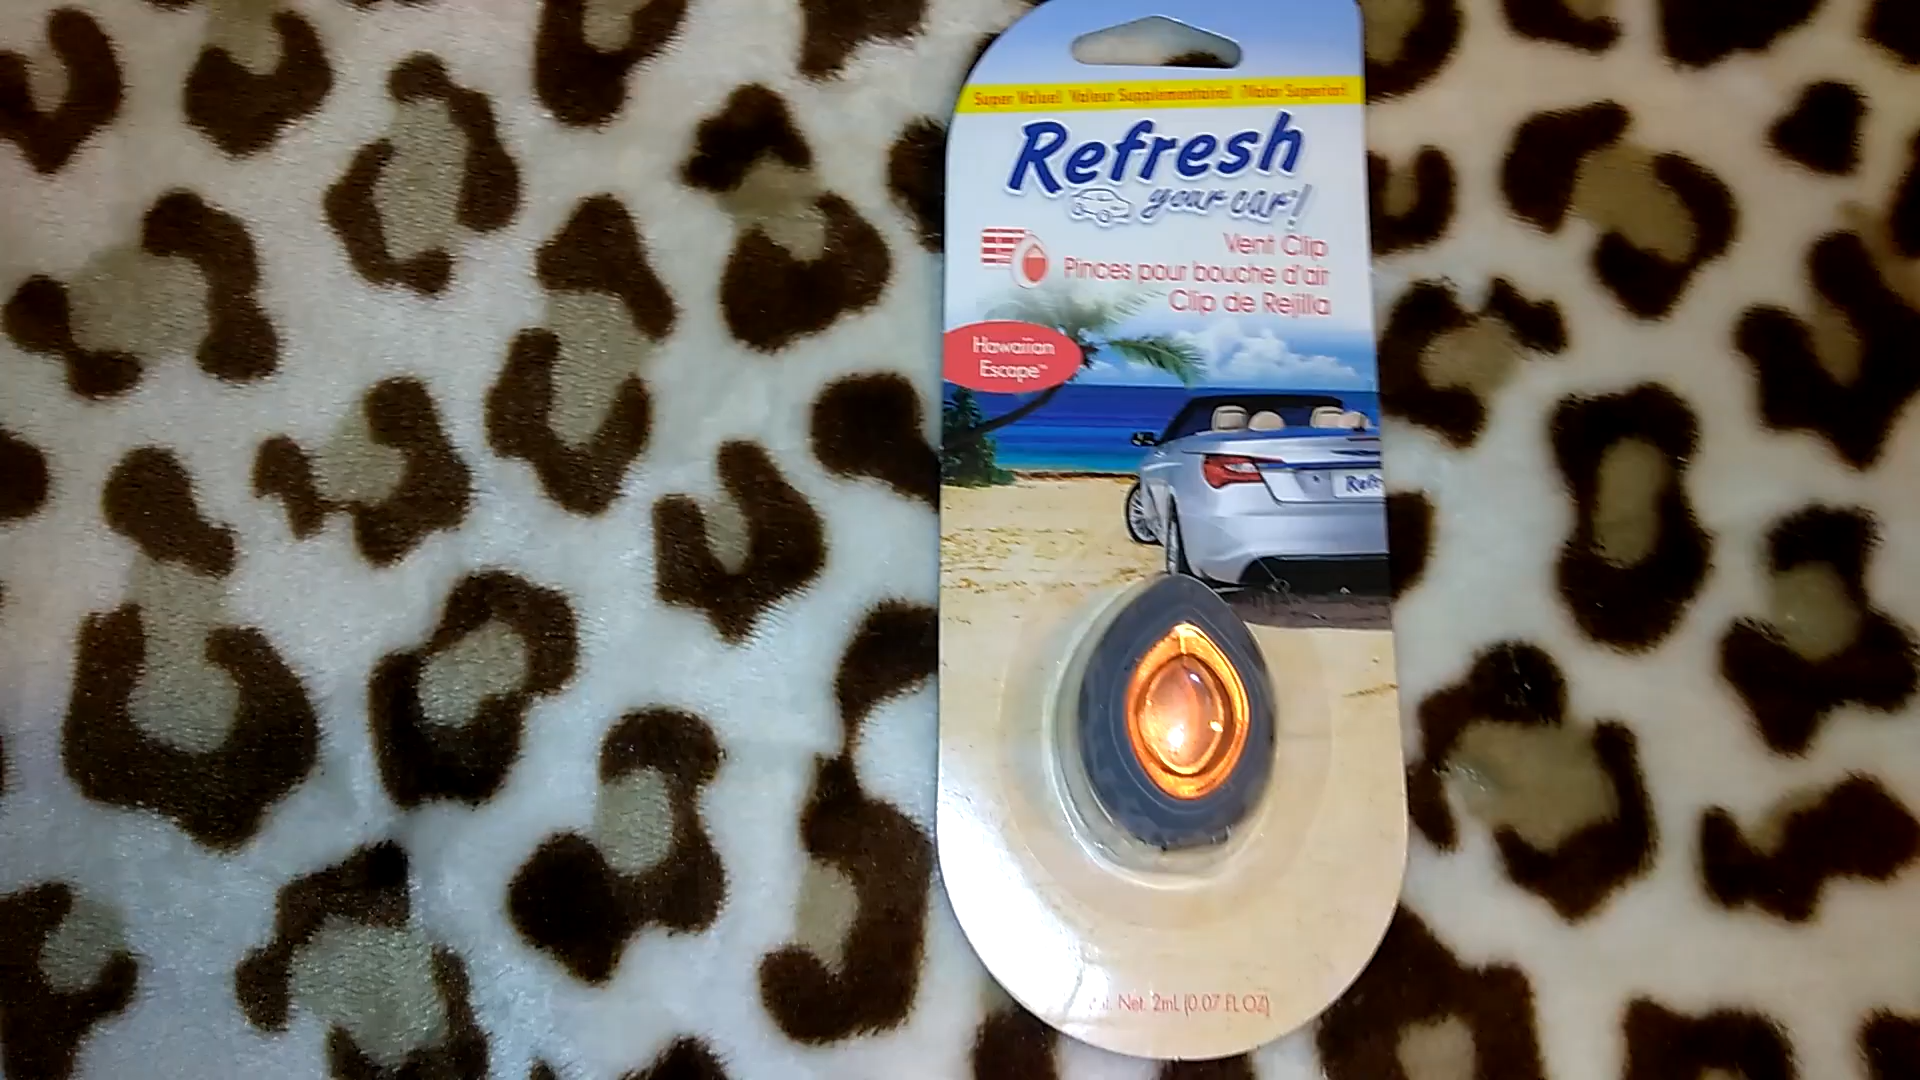 Super Value! Valeur Supplementaire! ¡Valor Superior!
Refresh
your car!
Vent Clip
Pinces pour bouche d'air
Clip de Rejilla
Hawaiian
Escape™
Net. 2mL (0.07 FL OZ)